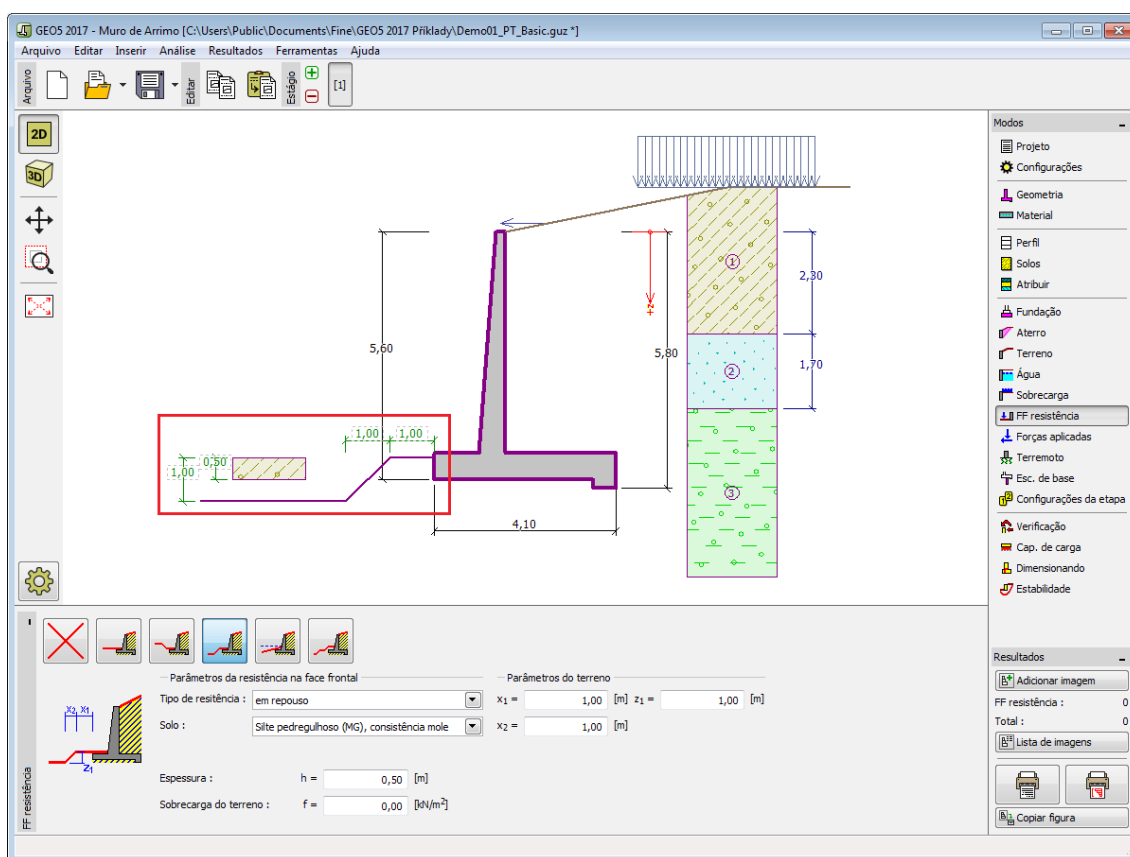 GEO5 2017 - Muro de Arrimo [C:\Users\Public\Documents\Fine\GEO5 2017 Příklady\Demo01_PT_Basic.guz *]
Arquivo Editar Inserir Análise Resultados Ferramentas Ajuda
Arquivo
Editar
Estágio
[1]
2D
3D
5,60
+z
5,80
1
2,30
2
1,70
3
1,00 1,00
0,50
1,00
4,10
Modos
Projeto
Configurações
Geometria
Material
Perfil
Solos
Atribuir
Fundação
Aterro
Terreno
Água
Sobrecarga
FF resistência
Forças aplicadas
Terremoto
Esc. de base
Configurações da etapa
Verificação
Cap. de carga
Dimensionando
Estabilidade
Resultados
Adicionar imagem
FF resistência : 0
Total : 0
Lista de imagens
Copiar figura
FF resistência
x2, x1
z1
Parâmetros da resistência na face frontal
Tipo de resitência : em repouso
Solo : Silte pedregulhoso (MG), consistência mole
Espessura : h = 0,50 [m]
Sobrecarga do terreno : f = 0,00 [kN/m²]
Parâmetros do terreno
x1 = 1,00 [m] z1 = 1,00 [m]
x2 = 1,00 [m]